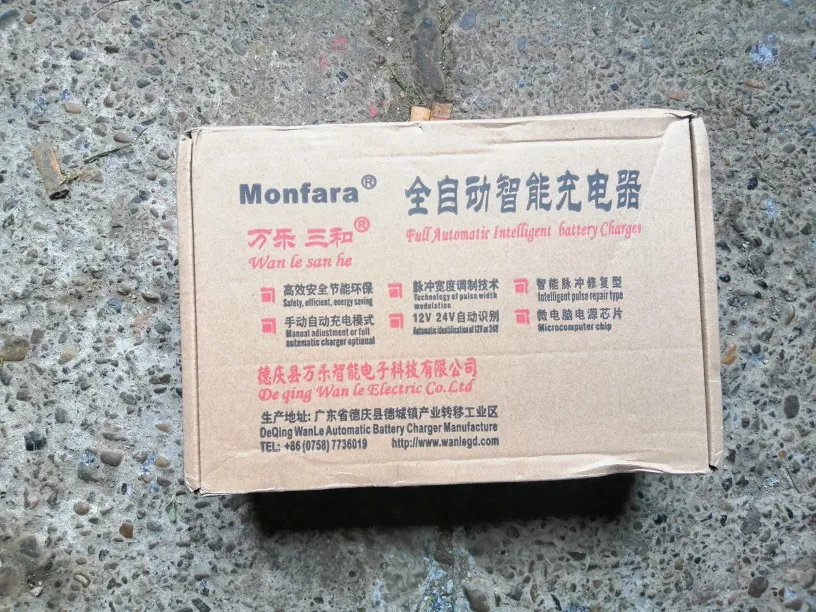 Monfara®
全自动智能充电器
Full Automatic Intelligent battery Charger
万乐 三和®
Wan le san he
高效安全节能环保
Safety, efficient, energy saving
脉冲宽度调制技术
Technology of pulse width
modulation
智能脉冲修复型
Intelligent pulse repair type
手动自动充电模式
Manual adiustment or full
automatic charger optional
12V 24V自动识别
Automatic identification of 12V or 24V
微电脑电源芯片
Microcomputer chip
德庆县万乐智能电子科技有限公司
De qing Wan le Electric Co.Ltd
生产地址: 广东省德庆县德城镇产业转移工业区
DeQing WanLe Automatic Battery Charger Manufacture
TEL: +86 (0758) 7736019 http://www.wanlegd.com